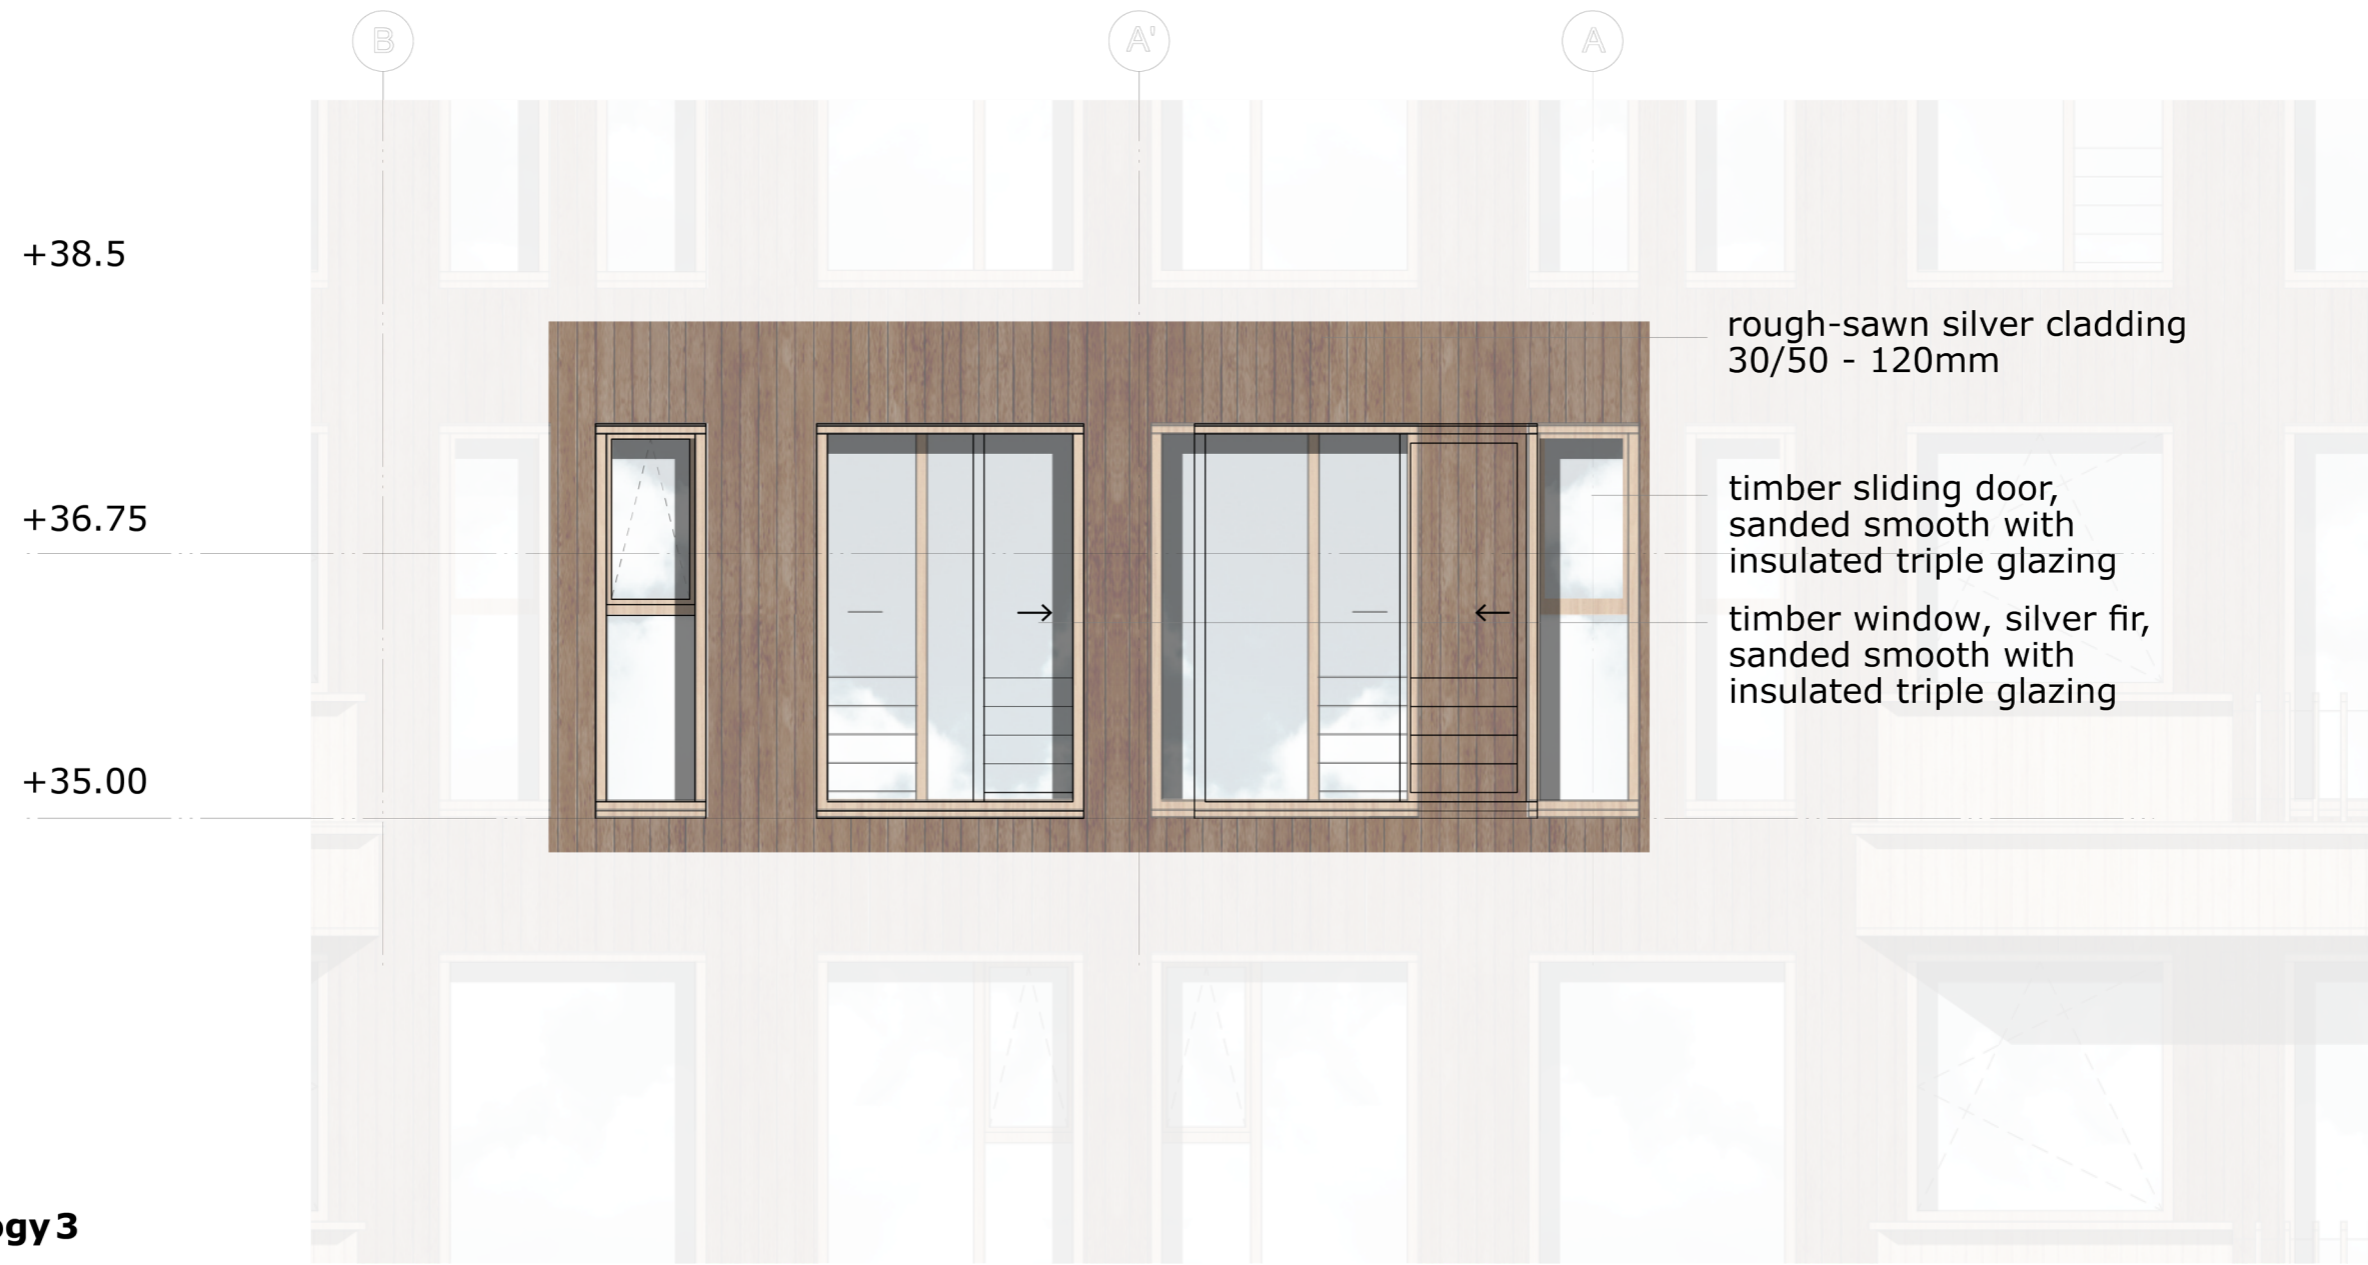 B
A'
A
+38.5
rough-sawn silver cladding
30/50 - 120mm
timber sliding door,
+36.75
sanded smooth with
insulated triple glazing
timber window, silver fir,
sanded smooth with
insulated triple glazing
+35.00
ogy 3